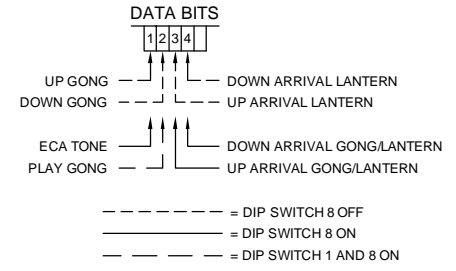 DATA BITS
1 2 3 4
UP GONG DOWN ARRIVAL LANTERN
DOWN GONG UP ARRIVAL LANTERN
ECA TONE DOWN ARRIVAL GONG/LANTERN
PLAY GONG UP ARRIVAL GONG/LANTERN
= DIP SWITCH 8 OFF
= DIP SWITCH 8 ON
= DIP SWITCH 1 AND 8 ON